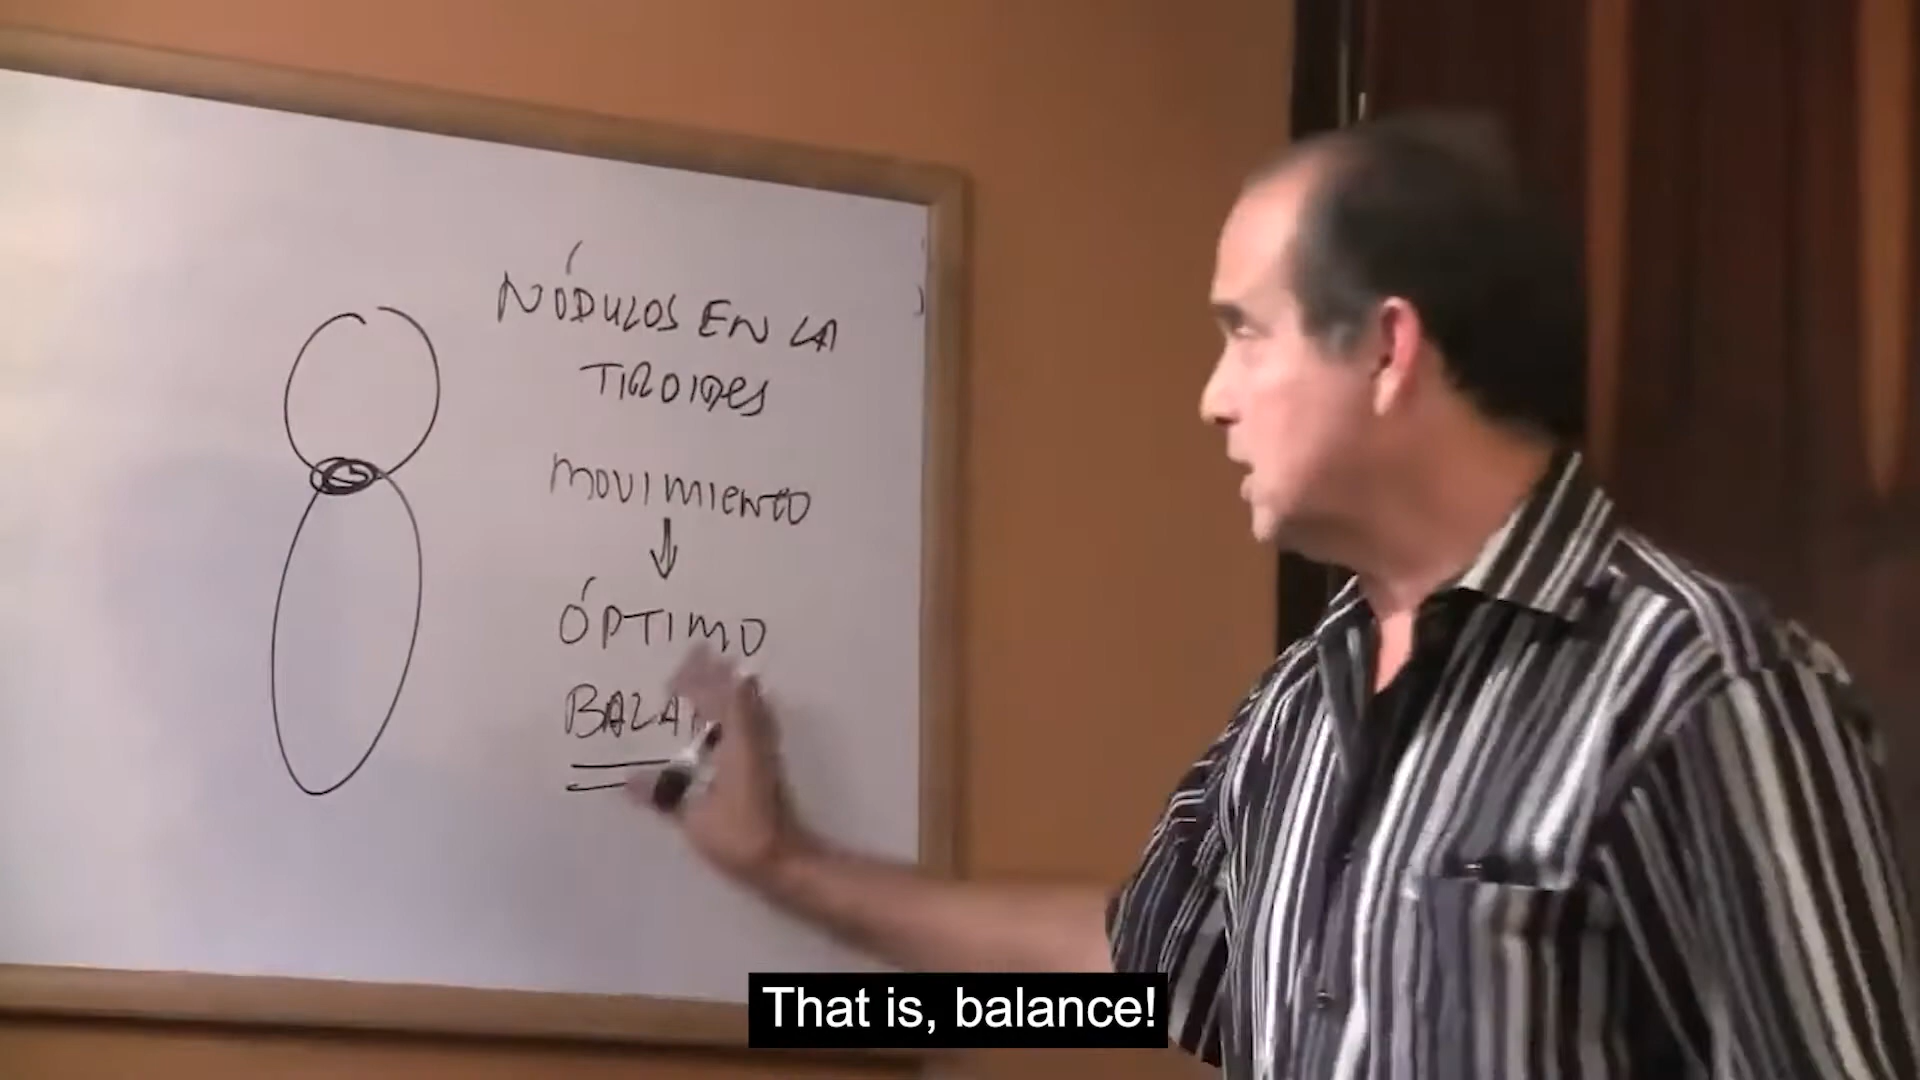 NÓDULOS EN LA
TIROIDES
MOVIMIENTO
ÓPTIMO
That is, balance!